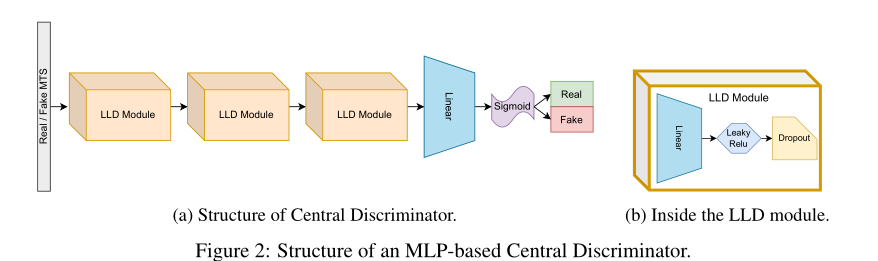 Real / Fake MTS
LLD Module
LLD Module
LLD Module
Linear
Sigmoid
Real
Fake
LLD Module
Linear
Leaky
Relu
Dropout
(a) Structure of Central Discriminator.
(b) Inside the LLD module.
Figure 2: Structure of an MLP-based Central Discriminator.